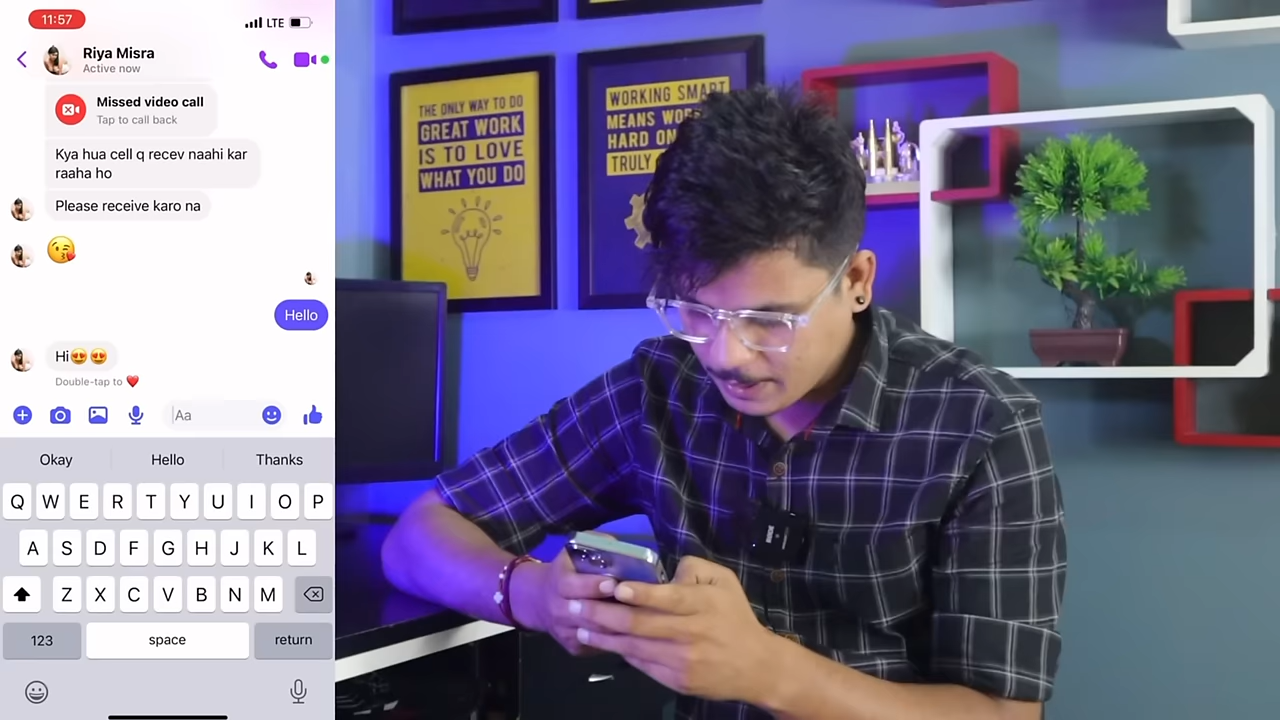 11:57
LTE
Riya Misra
Active now
Missed video call
Tap to call back
Kya hua cell q recev naahi kar
raaha ho
Please receive karo na
Hello
Hi
Double-tap to
Aa
Okay Hello Thanks
Q W E R T Y U I O P
A S D F G H J K L
Z X C V B N M
123 space return
THE ONLY WAY TO DO
GREAT WORK
IS TO LOVE
WHAT YOU DO
WORKING SMART
MEANS
HARD ON
TRULY
RODE